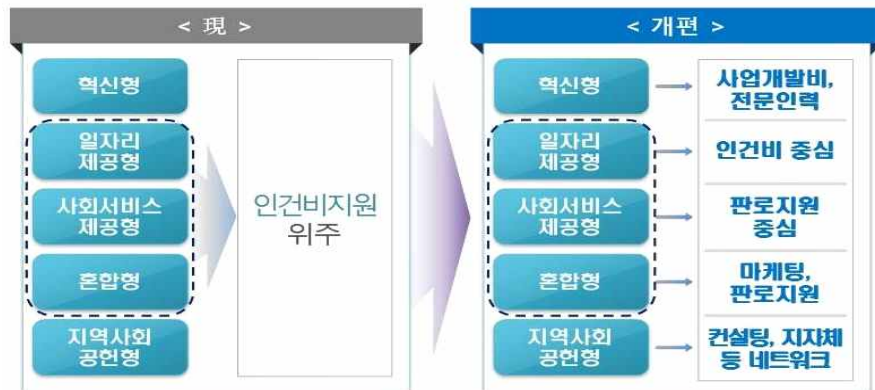 < 現 >
혁신형
일자리
제공형
사회서비스
제공형
혼합형
지역사회
공헌형
인건비지원
위주
< 개편 >
혁신형
사업개발비,
전문인력
일자리
제공형
인건비 중심
사회서비스
제공형
판로지원
중심
혼합형
마케팅,
판로지원
지역사회
공헌형
컨설팅, 지자체
등 네트워크